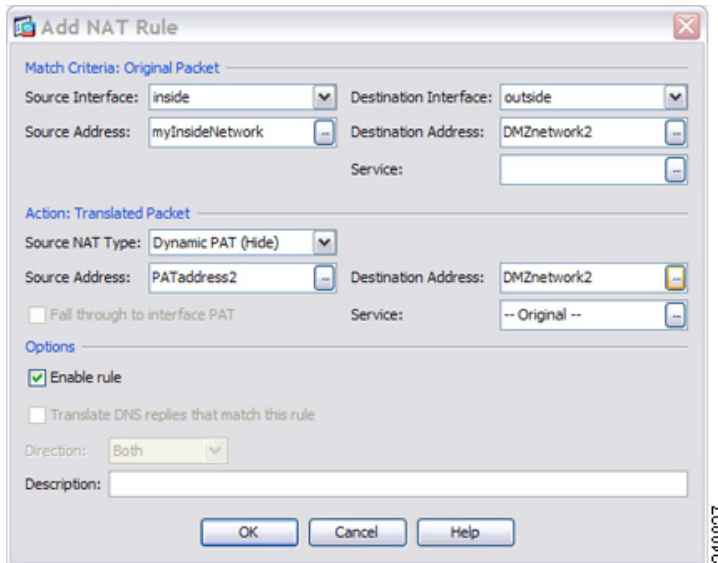 Add NAT Rule
Match Criteria: Original Packet
Source Interface: inside Destination Interface: outside
Source Address: myInsideNetwork ... Destination Address: DMZnetwork2 ...
Service: ...
Action: Translated Packet
Source NAT Type: Dynamic PAT (Hide)
Source Address: PATaddress2 ... Destination Address: DMZnetwork2 ...
Fall through to interface PAT Service: -- Original -- ...
Options
Enable rule
Translate DNS replies that match this rule
Direction: Both
Description:
OK Cancel Help